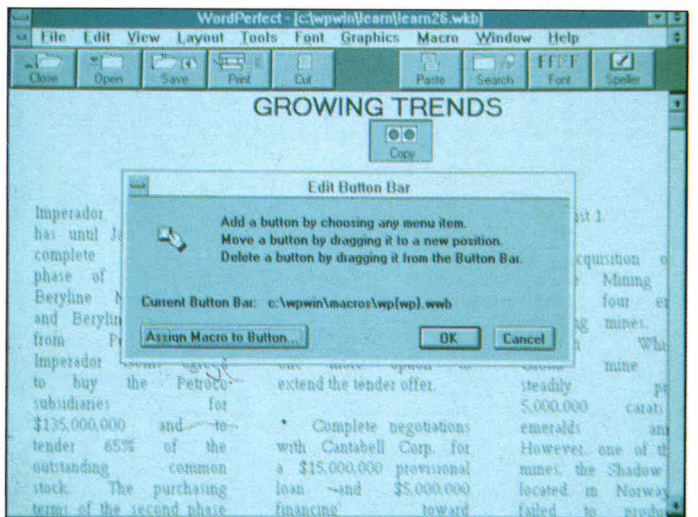 WordPerfect - [c:\wpwin\learn\learn26.wkb]
File Edit View Layout Tools Font Graphics Macro Window Help
Close Open Save Print Cut Paste Search Font Speller
GROWING TRENDS
Copy
Edit Button Bar
Add a button by choosing any menu item.
Move a button by dragging it to a new position.
Delete a button by dragging it from the Button Bar.
Current Button Bar: c:\wpwin\macros\wp{wp}.wwb
Assign Macro to Button... OK Cancel
Imperador
has until
complete
phase of
Beryline
and
from
Imperador
to buy the Petroco
subsidiaries for
$135,000,000 and to
tender 65% of the
outstanding common
stock. The purchasing
terms of the second phase
extend the tender offer.
• Complete negotiations
with Cantabell Corp. for
a $15,000,000 provisional
loan and $5,000,000
financing toward
1.
Mining
four
mines.
mine
steadily
5,000,000 carats
emeralds
However, one of
mines, the Shadow
located in Norway
failed to